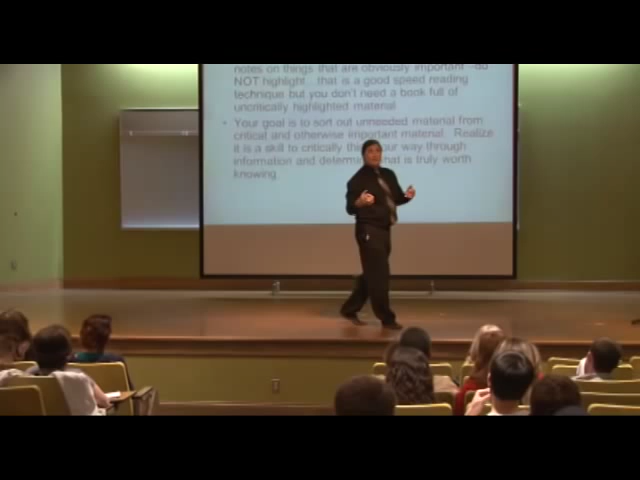 notes on things that are obviously important -do
NOT highlight.. that is a good speed reading
technique but you don't need a book full of
uncritically highlighted material.
• Your goal is to sort out unneeded material from
critical and otherwise important material. Realize
it is a skill to critically your way through
information and what is truly worth
knowing.